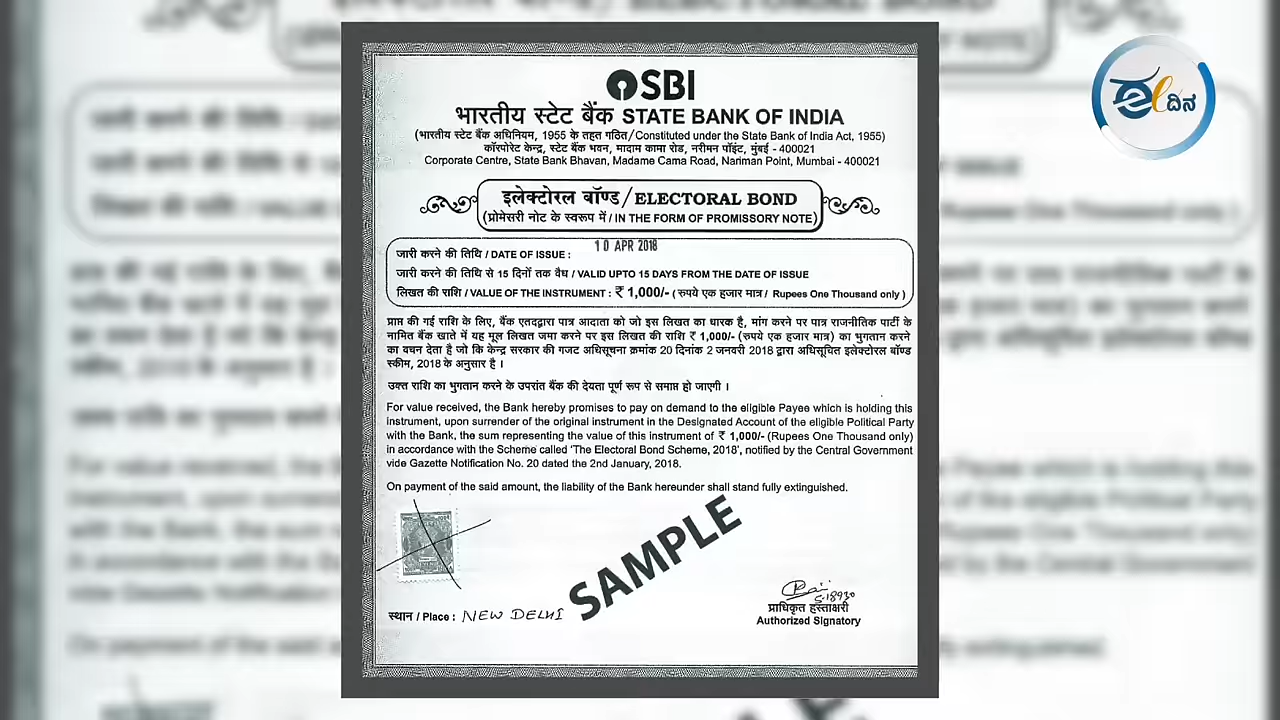 SBI
भारतीय स्टेट बैंक STATE BANK OF INDIA
(भारतीय स्टेट बैंक अधिनियम, 1955 के तहत गठित/Constituted under the State Bank of India Act, 1955)
कॉरपोरेट केन्द्र, स्टेट बैंक भवन, मादाम कामा रोड, नरीमन पॉइंट, मुंबई - 400021
Corporate Centre, State Bank Bhavan, Madame Cama Road, Nariman Point, Mumbai - 400021
ಈ ದಿನ
इलेक्टोरल बॉण्ड/ELECTORAL BOND
(प्रोमेसरी नोट के स्वरूप में / IN THE FORM OF PROMISSORY NOTE)
10 APR 2018
जारी करने की तिथि / DATE OF ISSUE :
जारी करने की तिथि से 15 दिनों तक वैध / VALID UPTO 15 DAYS FROM THE DATE OF ISSUE
लिखत की राशि / VALUE OF THE INSTRUMENT : ₹ 1,000/- ( रुपये एक हजार मात्र / Rupees One Thousand only )
प्राप्त की गई राशि के लिए, बैंक एतदद्वारा पात्र आदाता को जो इस लिखत का धारक है, मांग करने पर पात्र राजनीतिक पार्टी के
नामित बैंक खाते में यह मूल लिखत जमा करने पर इस लिखत की राशि ₹ 1,000/- (रुपये एक हजार मात्र) का भुगतान करने
का वचन देता है जो कि केन्द्र सरकार की गजट अधिसूचना क्रमांक 20 दिनांक 2 जनवरी 2018 द्वारा अधिसूचित इलेक्टोरल बॉण्ड
स्कीम, 2018 के अनुसार है ।
उक्त राशि का भुगतान करने के उपरांत बैंक की देयता पूर्ण रूप से समाप्त हो जाएगी ।
For value received, the Bank hereby promises to pay on demand to the eligible Payee which is holding this
instrument, upon surrender of the original instrument in the Designated Account of the eligible Political Party
with the Bank, the sum representing the value of this instrument of ₹ 1,000/- (Rupees One Thousand only)
in accordance with the Scheme called 'The Electoral Bond Scheme, 2018', notified by the Central Government
vide Gazette Notification No. 20 dated the 2nd January, 2018.
On payment of the said amount, the liability of the Bank hereunder shall stand fully extinguished.
SAMPLE
स्थान / Place : NEW DELHI
प्राधिकृत हस्ताक्षरी
Authorized Signatory